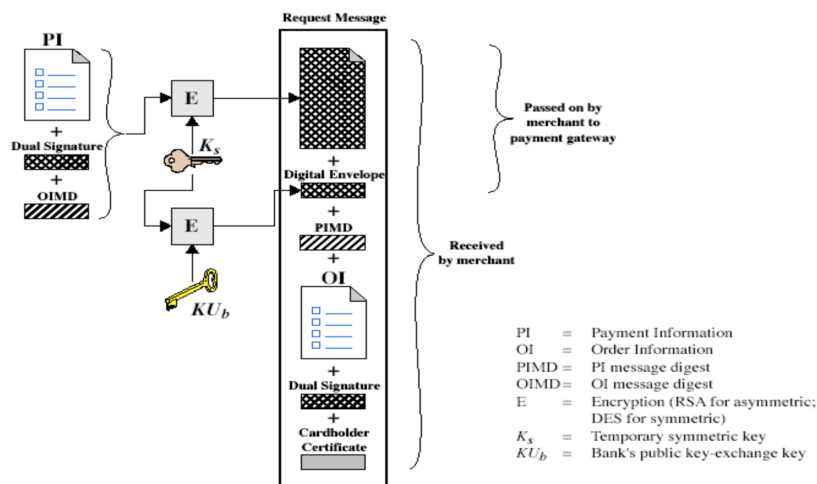 Request Message
PI
+
Dual Signature
+
OIMD
E
Ks
E
KUb
+
Digital Envelope
+
PIMD
+
OI
+
Dual Signature
+
Cardholder
Certificate
Passed on by
merchant to
payment gateway
Received
by merchant
PI = Payment Information
OI = Order Information
PIMD = PI message digest
OIMD = OI message digest
E = Encryption (RSA for asymmetric;
DES for symmetric)
Ks = Temporary symmetric key
KUb = Bank's public key-exchange key